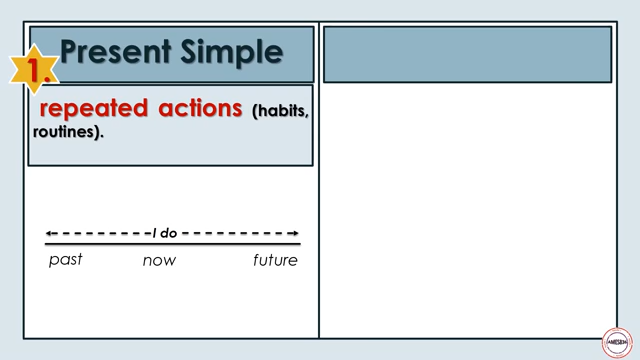 Present Simple
1.
repeated actions (habits,
routines).
I do
past now future